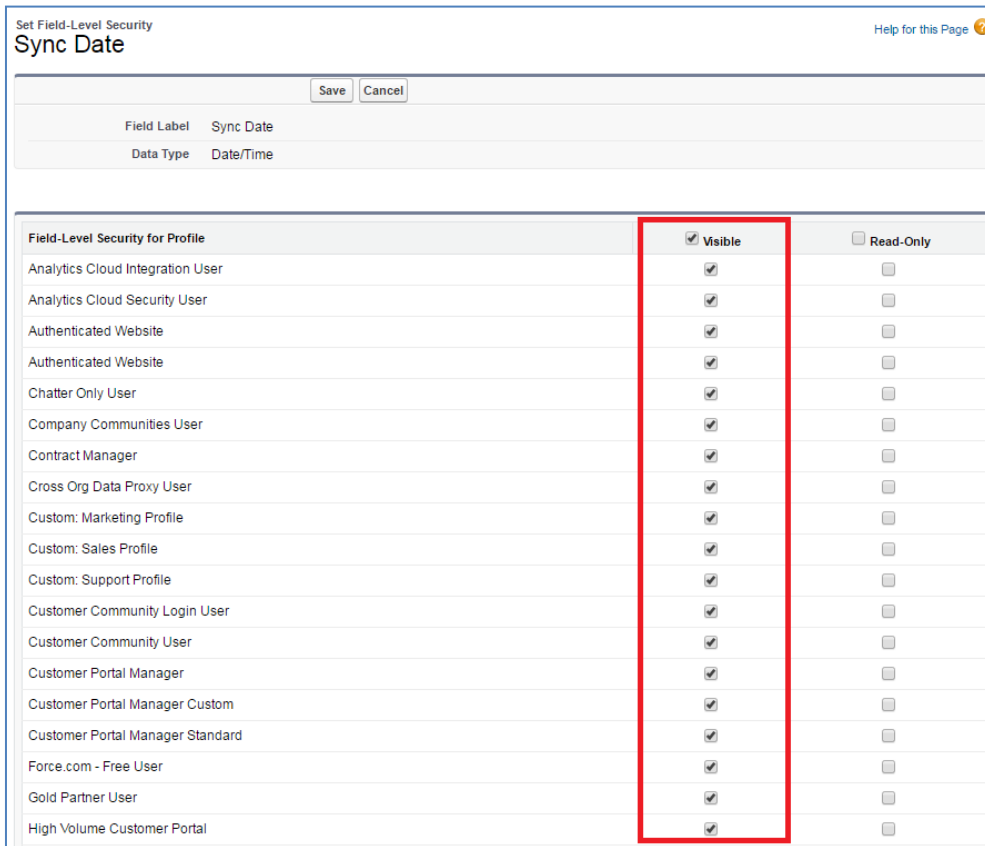 Set Field-Level Security
Help for this Page ?
Sync Date
Save Cancel
Field Label Sync Date
Data Type Date/Time
Field-Level Security for Profile Visible Read-Only
Analytics Cloud Integration User
Analytics Cloud Security User
Authenticated Website
Authenticated Website
Chatter Only User
Company Communities User
Contract Manager
Cross Org Data Proxy User
Custom: Marketing Profile
Custom: Sales Profile
Custom: Support Profile
Customer Community Login User
Customer Community User
Customer Portal Manager
Customer Portal Manager Custom
Customer Portal Manager Standard
Force.com - Free User
Gold Partner User
High Volume Customer Portal